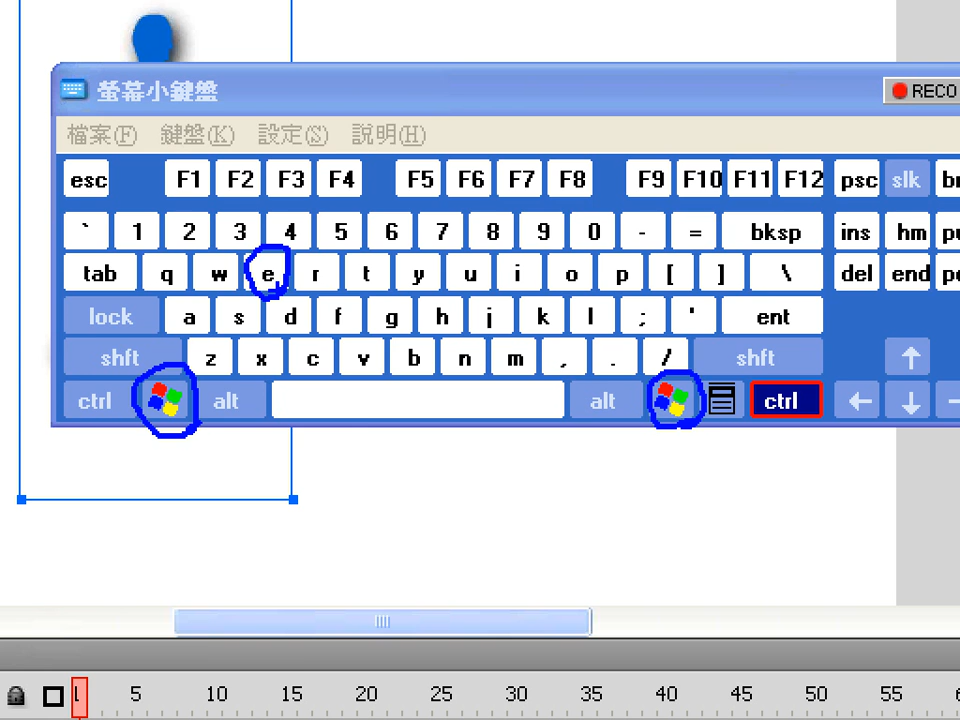 螢幕小鍵盤 RECO
檔案(F) 鍵盤(K) 設定(S) 說明(H)
esc F1 F2 F3 F4 F5 F6 F7 F8 F9 F10 F11 F12 psc slk
` 1 2 3 4 5 6 7 8 9 0 - = bksp ins hm
tab q w e r t y u i o p [ ] \ del end
lock a s d f g h j k l ; ' ent
shft z x c v b n m , . / shft ↑
ctrl alt alt ctrl ← ↓
5 10 15 20 25 30 35 40 45 50 55